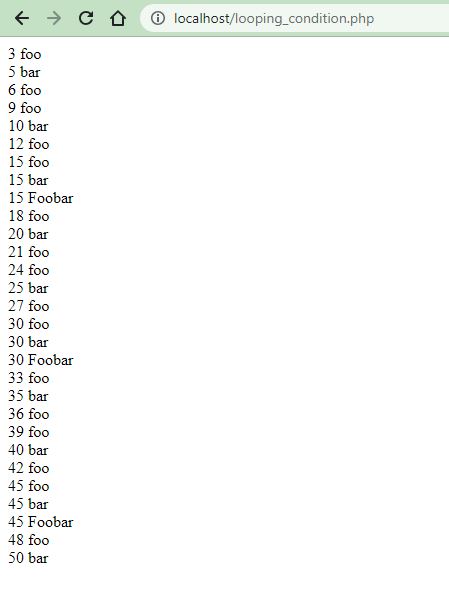 localhost/looping_condition.php
3 foo
5 bar
6 foo
9 foo
10 bar
12 foo
15 foo
15 bar
15 Foobar
18 foo
20 bar
21 foo
24 foo
25 bar
27 foo
30 foo
30 bar
30 Foobar
33 foo
35 bar
36 foo
39 foo
40 bar
42 foo
45 foo
45 bar
45 Foobar
48 foo
50 bar